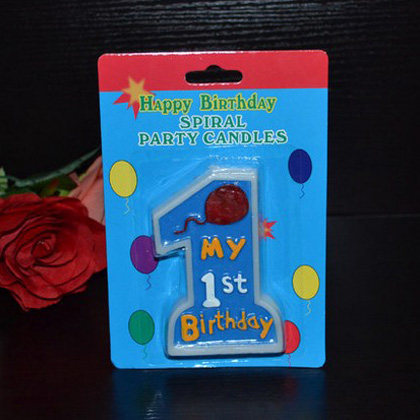 Happy Birthday
SPIRAL
PARTY CANDLES
My
1st
Birthday